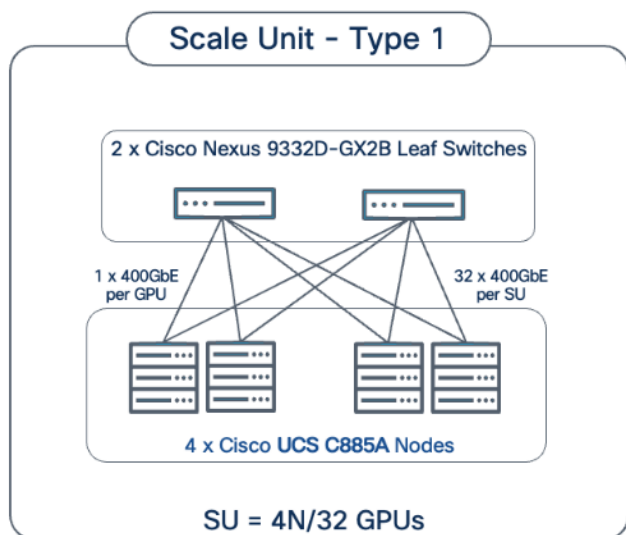 Scale Unit - Type 1
2 x Cisco Nexus 9332D-GX2B Leaf Switches
1 x 400GbE
per GPU
32 x 400GbE
per SU
4 x Cisco UCS C885A Nodes
SU = 4N/32 GPUs